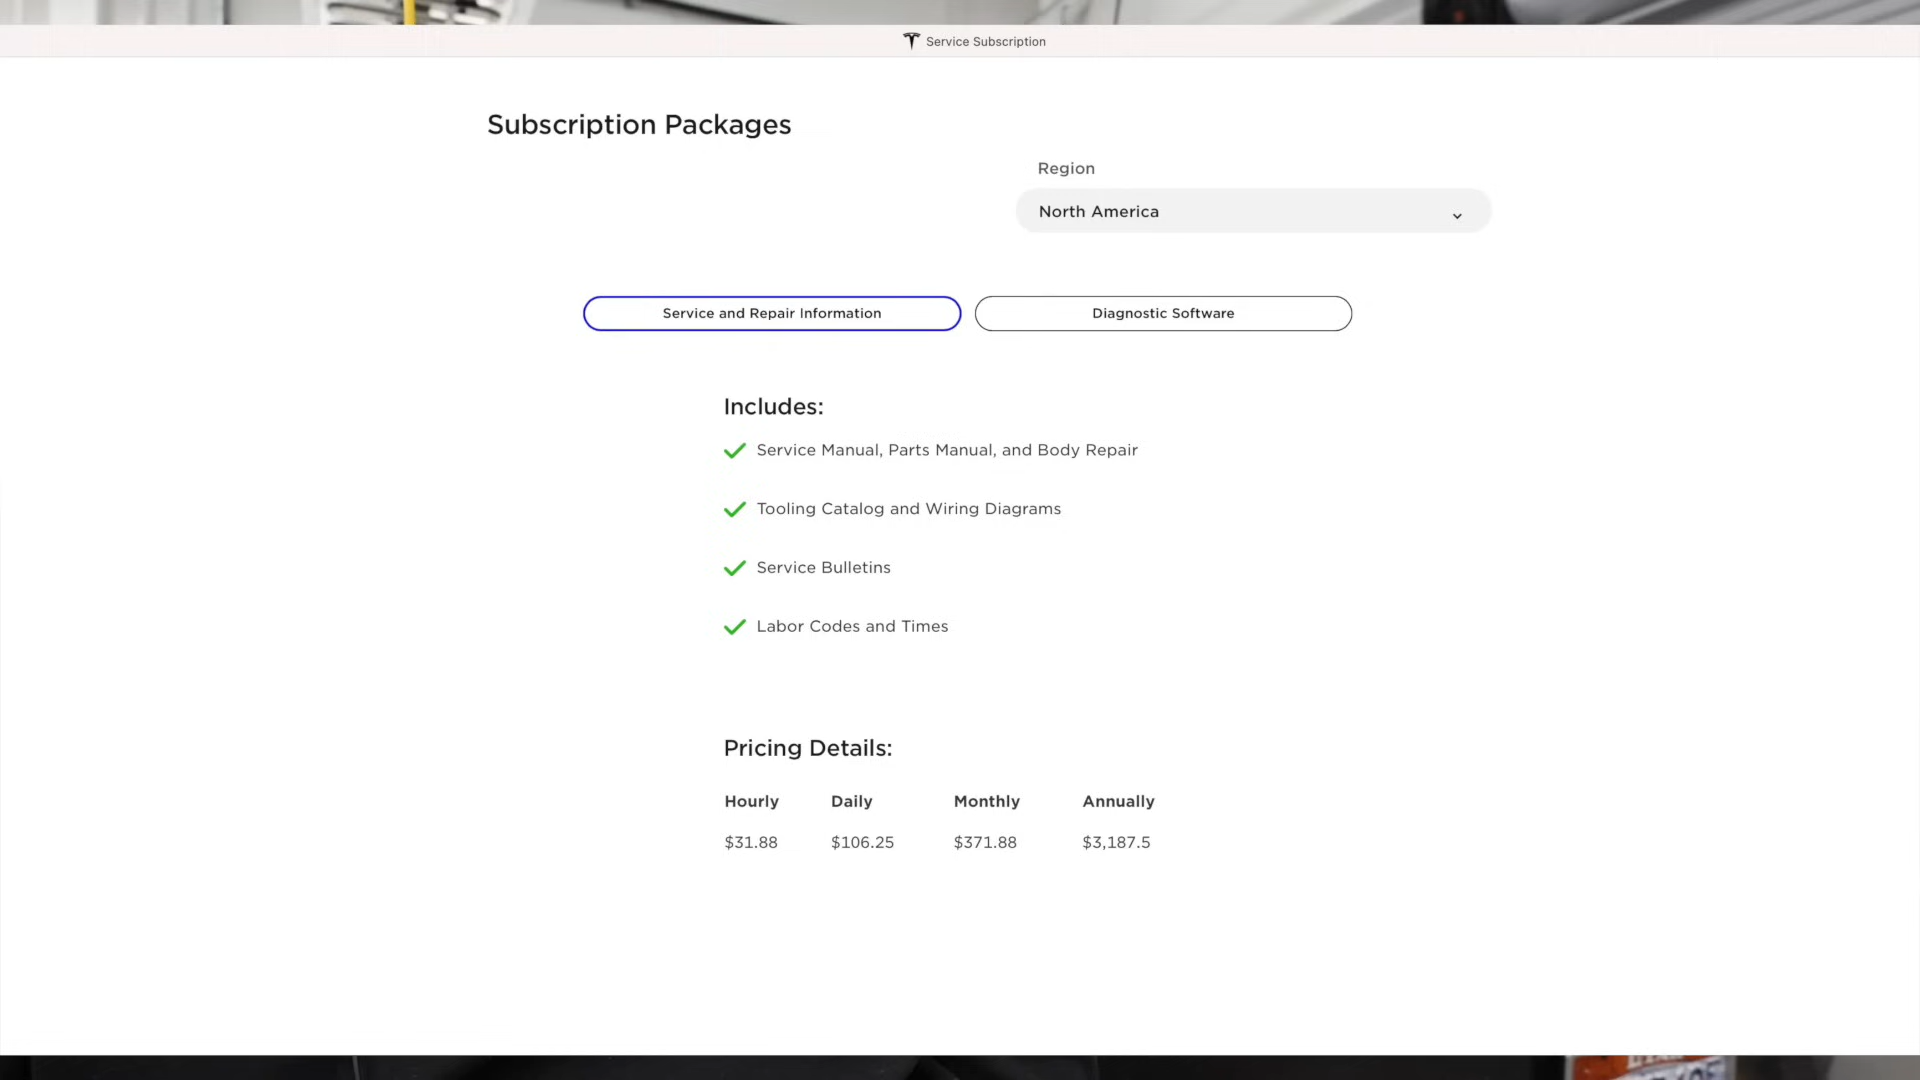 Service Subscription
Subscription Packages
Region
North America
Service and Repair Information
Diagnostic Software
Includes:
Service Manual, Parts Manual, and Body Repair
Tooling Catalog and Wiring Diagrams
Service Bulletins
Labor Codes and Times
Pricing Details:
Hourly Daily Monthly Annually
$31.88 $106.25 $371.88 $3,187.5